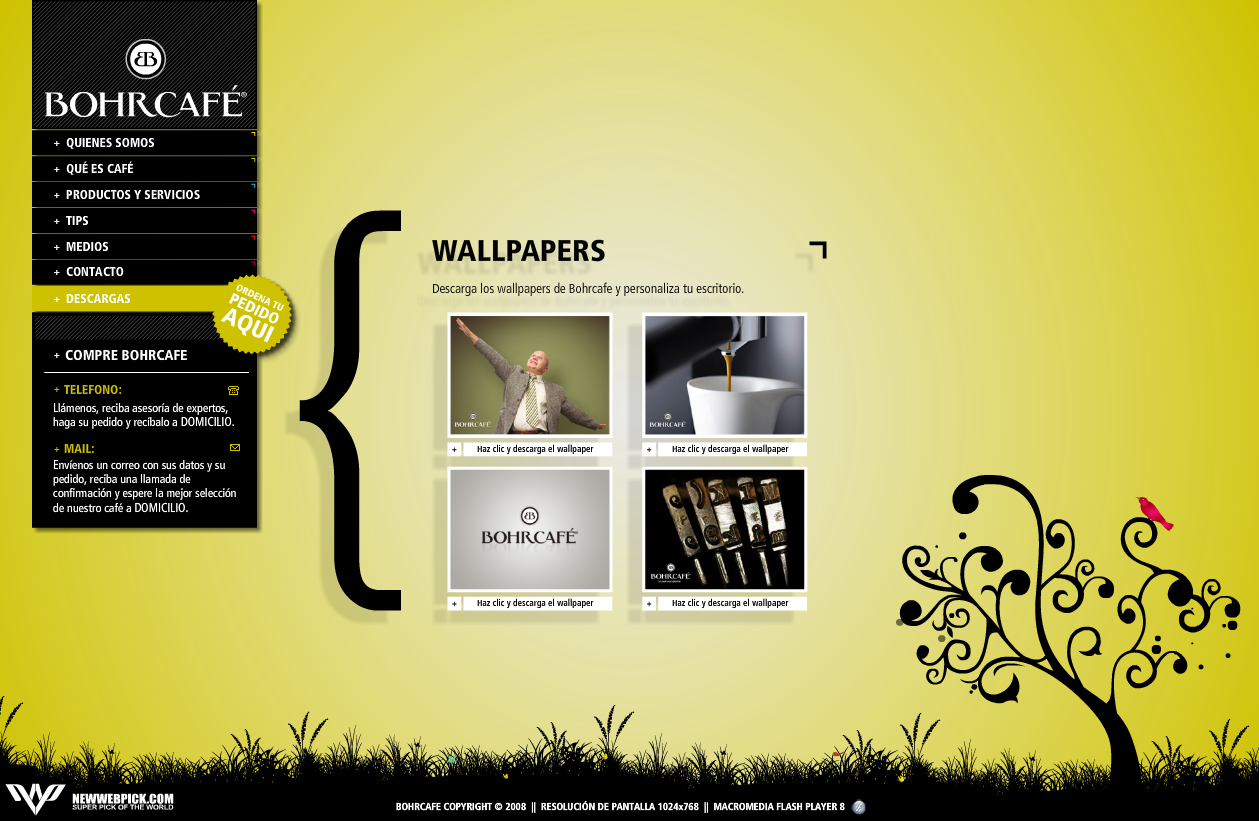 BOHRCAFÉ®
+ QUIENES SOMOS
+ QUÉ ES CAFÉ
+ PRODUCTOS Y SERVICIOS
+ TIPS
+ MEDIOS
+ CONTACTO
+ DESCARGAS
ORDENA TU
PEDIDO
AQUI
+ COMPRE BOHRCAFE
+ TELEFONO:
Llámenos, reciba asesoría de expertos,
haga su pedido y recíbalo a DOMICILIO.
+ MAIL:
Envíenos un correo con sus datos y su
pedido, reciba una llamada de
confirmación y espere la mejor selección
de nuestro café a DOMICILIO.
WALLPAPERS
Descarga los wallpapers de Bohrcafe y personaliza tu escritorio.
BOHRCAFÉ
BOHRCAFÉ
+ Haz clic y descarga el wallpaper
+ Haz clic y descarga el wallpaper
BOHRCAFÉ
BOHRCAFÉ
+ Haz clic y descarga el wallpaper
+ Haz clic y descarga el wallpaper
NEWWEBPICK.COM
SUPER PICK OF THE WORLD
BOHRCAFE COPYRIGHT © 2008 || RESOLUCIÓN DE PANTALLA 1024x768 || MACROMEDIA FLASH PLAYER 8